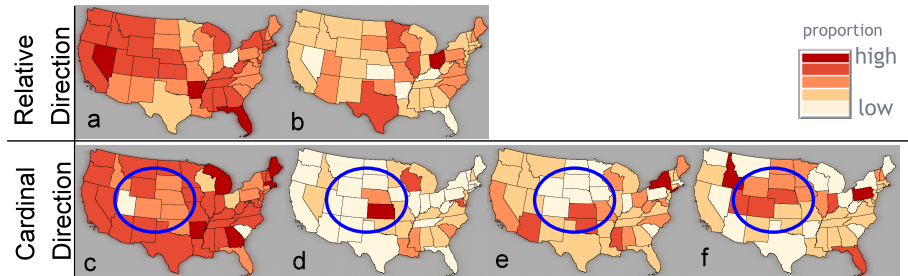 Relative
Direction
a
b
proportion
high
low
Cardinal
Direction
c
d
e
f